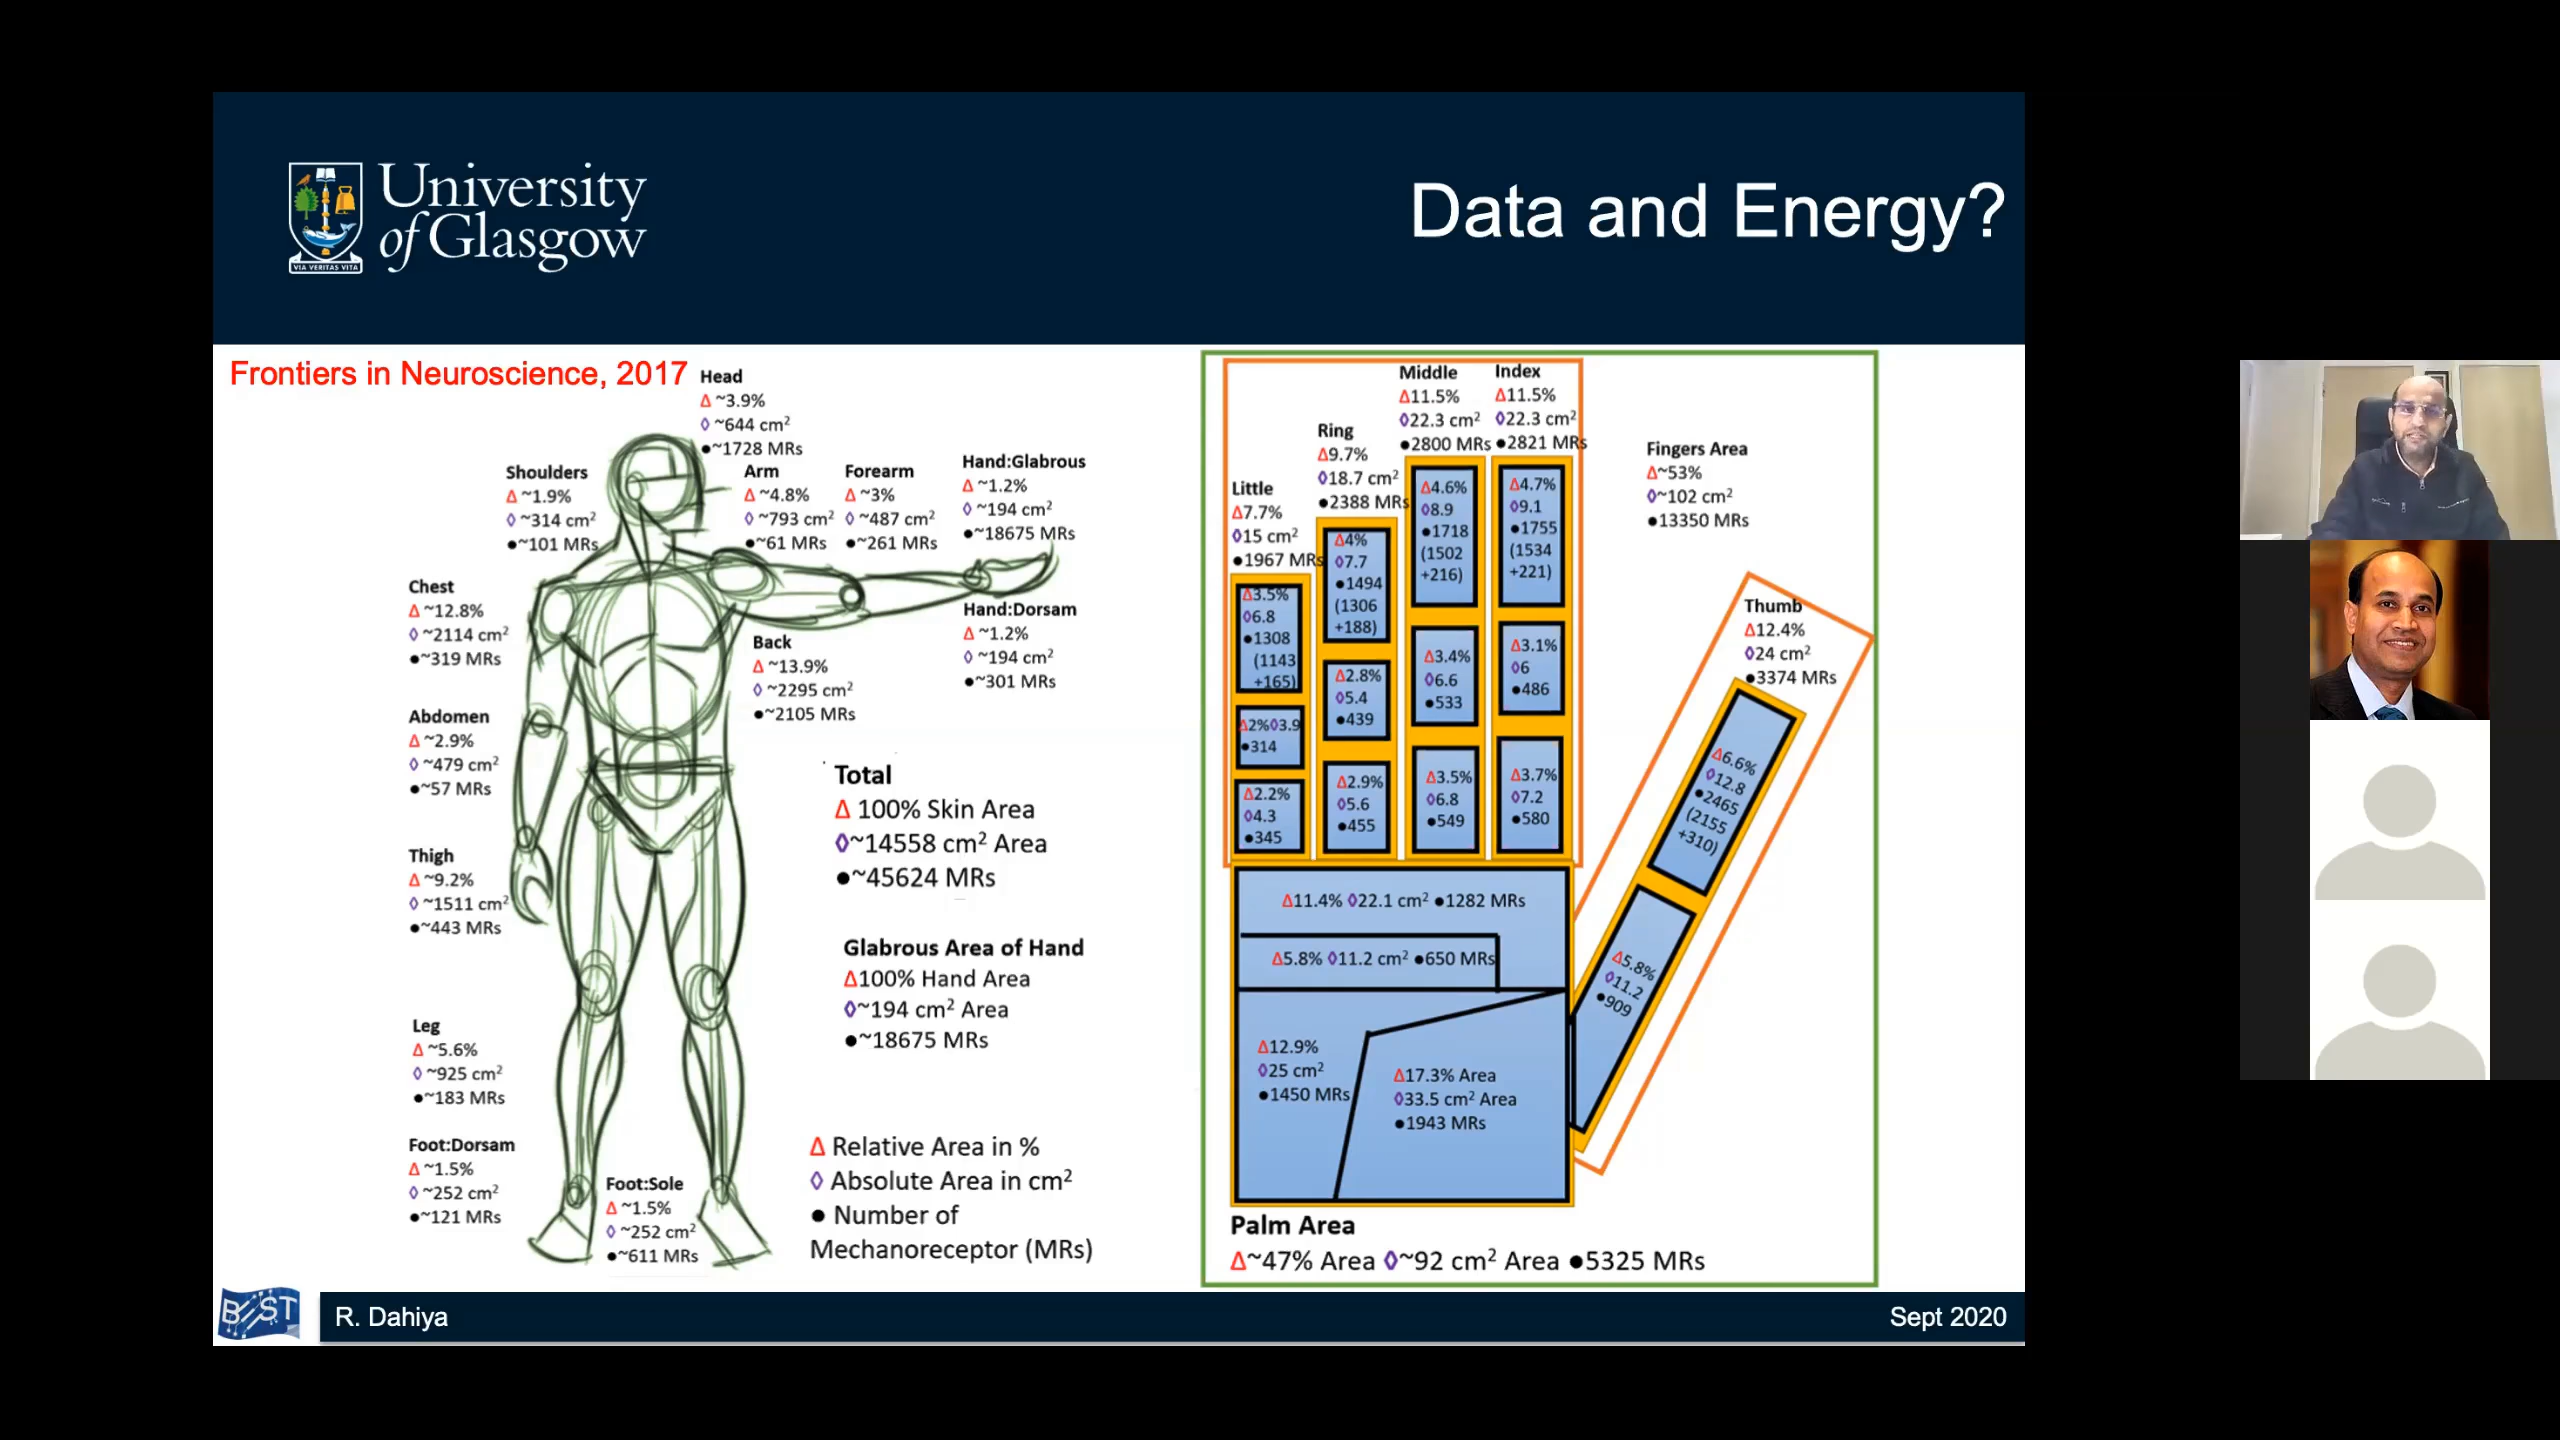 University
of Glasgow
VIA VERITAS VITA
Data and Energy?
Frontiers in Neuroscience, 2017
Head
Δ ~3.9%
◊ ~644 cm²
●~1728 MRs
Shoulders
Δ ~1.9%
◊ ~314 cm²
●~101 MRs
Arm
Δ ~4.8%
◊ ~793 cm²
●~61 MRs
Forearm
Δ ~3%
◊ ~487 cm²
●~261 MRs
Hand:Glabrous
Δ ~1.2%
◊ ~194 cm²
●~18675 MRs
Chest
Δ ~12.8%
◊ ~2114 cm²
●~319 MRs
Hand:Dorsam
Δ ~1.2%
◊ ~194 cm²
●~301 MRs
Back
Δ ~13.9%
◊ ~2295 cm²
●~2105 MRs
Abdomen
Δ ~2.9%
◊ ~479 cm²
●~57 MRs
Thigh
Δ ~9.2%
◊ ~1511 cm²
●~443 MRs
Leg
Δ ~5.6%
◊ ~925 cm²
●~183 MRs
Foot:Dorsam
Δ ~1.5%
◊ ~252 cm²
●~121 MRs
Foot:Sole
Δ ~1.5%
◊ ~252 cm²
●~611 MRs
Total
Δ 100% Skin Area
◊~14558 cm² Area
●~45624 MRs
Glabrous Area of Hand
Δ100% Hand Area
◊~194 cm² Area
●~18675 MRs
Δ Relative Area in %
◊ Absolute Area in cm²
● Number of
Mechanoreceptor (MRs)
Little
Δ7.7%
◊15 cm²
●1967 MRs
Δ3.5%
◊6.8
●1308
(1143
+165)
Δ2%◊3.9
●314
Δ2.2%
◊4.3
●345
Ring
Δ9.7%
◊18.7 cm²
●2388 MRs
Δ4%
◊7.7
●1494
(1306
+188)
Δ2.8%
◊5.4
●439
Δ2.9%
◊5.6
●455
Middle
Δ11.5%
◊22.3 cm²
●2800 MRs
Δ4.6%
◊8.9
●1718
(1502
+216)
Δ3.4%
◊6.6
●533
Δ3.5%
◊6.8
●549
Index
Δ11.5%
◊22.3 cm²
●2821 MRs
Δ4.7%
◊9.1
●1755
(1534
+221)
Δ3.1%
◊6
●486
Δ3.7%
◊7.2
●580
Fingers Area
Δ~53%
◊~102 cm²
●13350 MRs
Thumb
Δ12.4%
◊24 cm²
●3374 MRs
Δ6.6%
◊12.8
●2465
(2155
+310)
Δ5.8%
◊11.2
●909
Δ11.4% ◊22.1 cm² ●1282 MRs
Δ5.8% ◊11.2 cm² ●650 MRs
Δ12.9%
◊25 cm²
●1450 MRs
Δ17.3% Area
◊33.5 cm² Area
●1943 MRs
Palm Area
Δ~47% Area ◊~92 cm² Area ●5325 MRs
BEST
R. Dahiya
Sept 2020